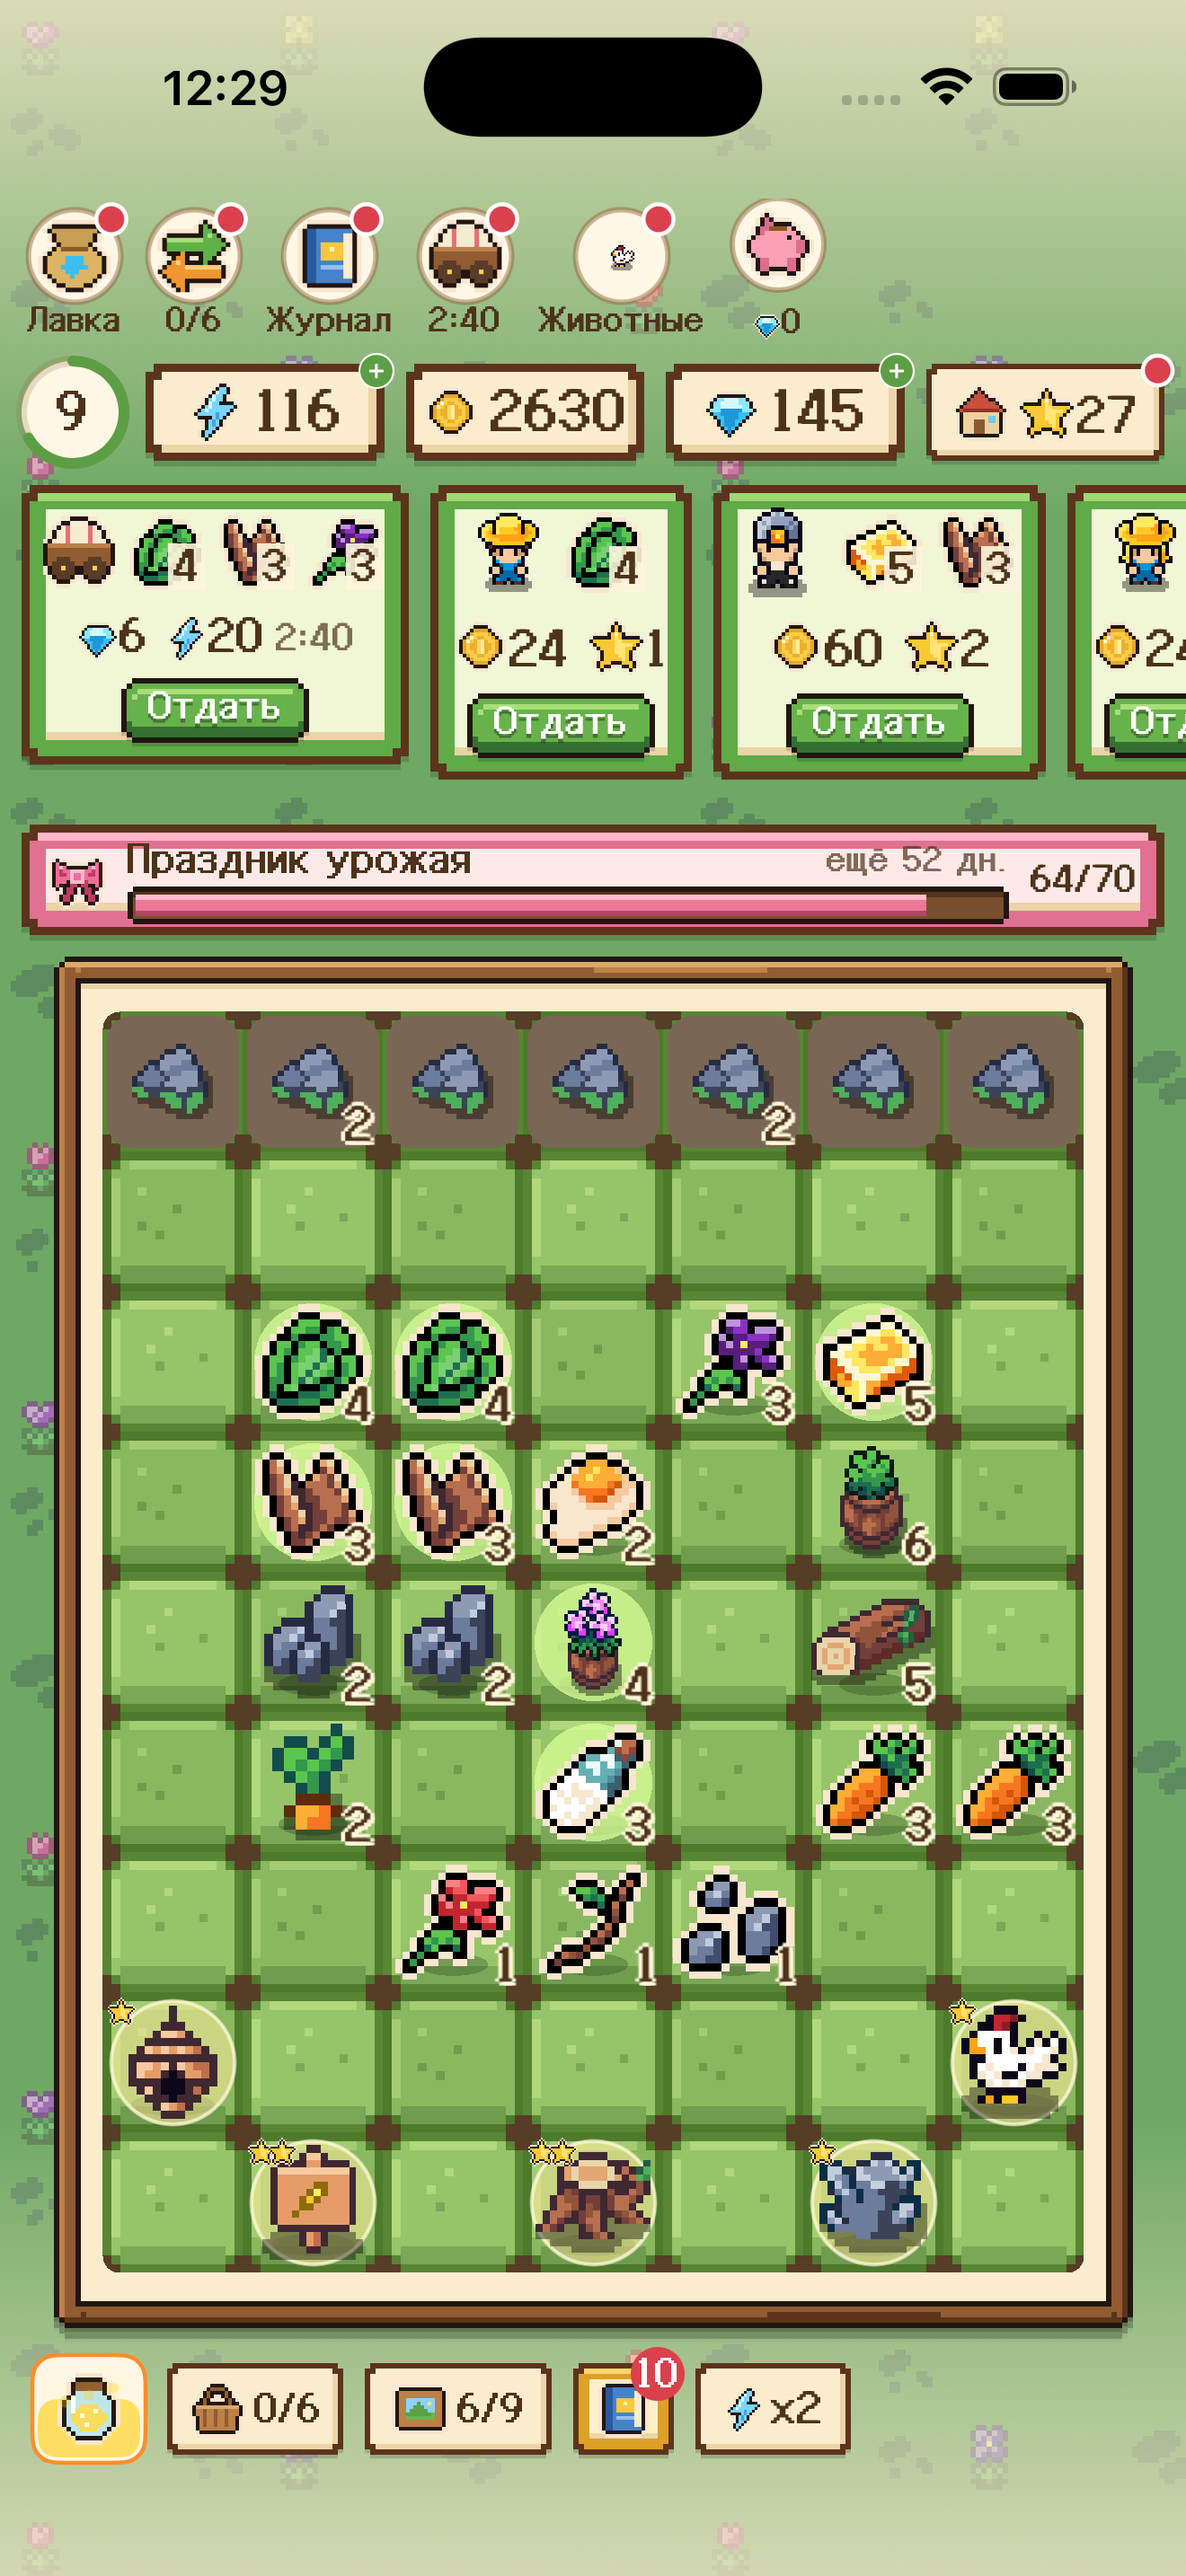 12:29
Лавка 0/6 Журнал 2:40 Животные 0
9 116 2630 145 27
4 3 3 4 5 3
6 20 2:40 24 1 60 2 24
Отдать Отдать Отдать Отд
Праздник урожая ещё 52 дн. 64/70
2 2
4 4 3 5
3 3 2 6
2 2 4 5
2 3 3 3
1 1 1
0/6 6/9 10 x2